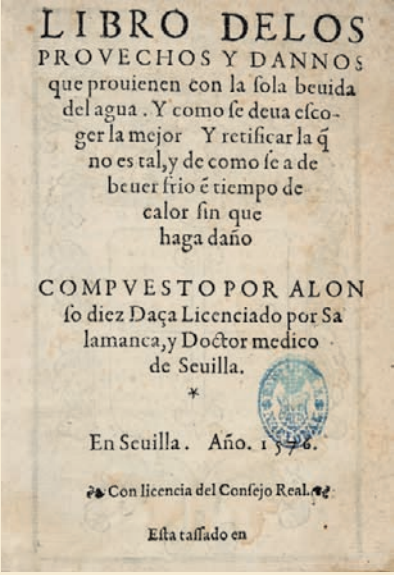 LIBRO DELOS
PROVECHOS Y DANNOS
que prouienen con la ſola beuida
del agua. Y como ſe deua eſco-
ger la mejor Y retificar la q̃
no es tal, y de como ſe a de
beuer frio ẽ tiempo de
calor ſin que
haga daño
COMPVESTO POR ALON
ſo diez Daça Licenciado por Sa
lamanca, y Doctor medico
de Seuilla.
*
En Seuilla. Año. 1576.
Con licencia del Conſejo Real.
Eſta taſſado en